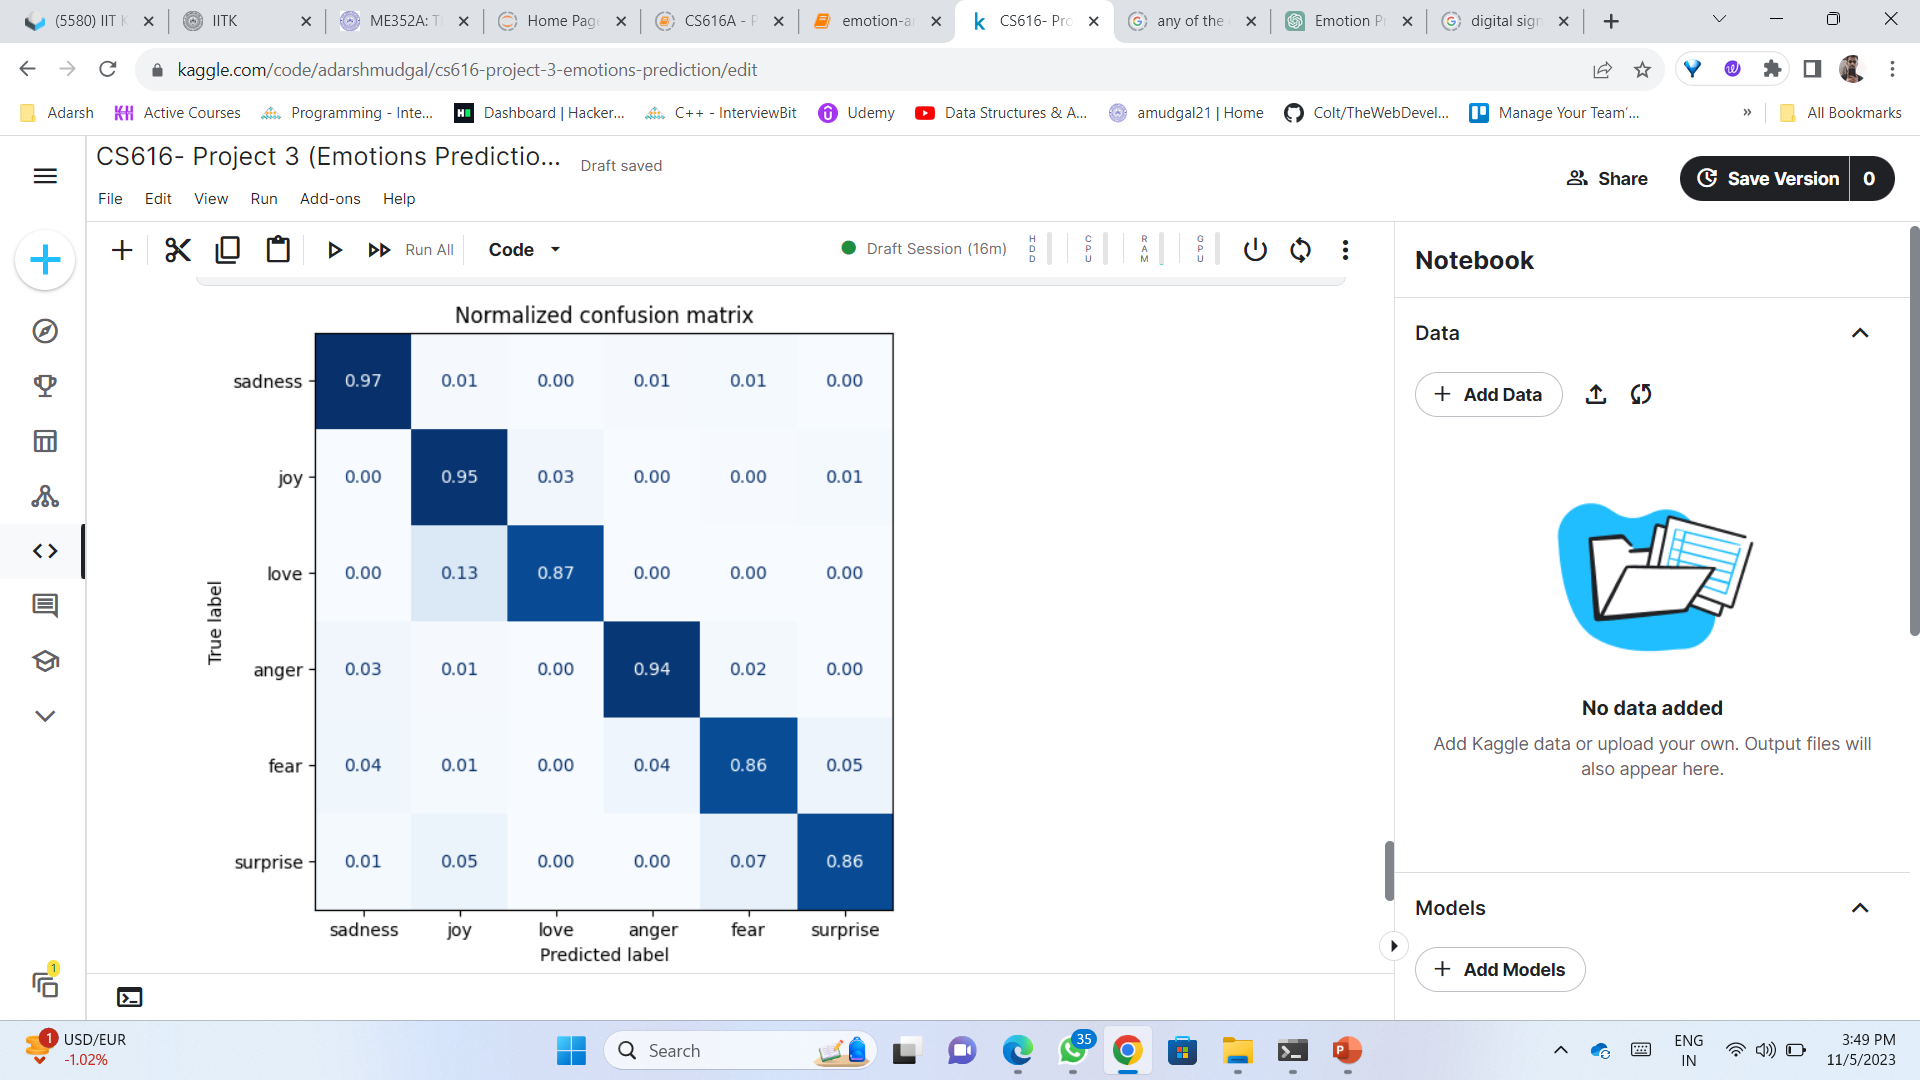 (5580) IIT K
IITK
ME352A: T
Home Page
CS616A - P
emotion-a
CS616- Pro
any of the
Emotion P
digital sign
kaggle.com/code/adarshmudgal/cs616-project-3-emotions-prediction/edit
Adarsh
Active Courses
Programming - Inte...
Dashboard | Hacker...
C++ - InterviewBit
Udemy
Data Structures & A...
amudgal21 | Home
Colt/TheWebDevel...
Manage Your Team'...
»
All Bookmarks
CS616- Project 3 (Emotions Predictio...
Draft saved
File Edit View Run Add-ons Help
Share
Save Version 0
Run All
Code
Draft Session (16m)
HDD
CPU
RAM
GPU
Normalized confusion matrix
sadness 0.97 0.01 0.00 0.01 0.01 0.00
joy 0.00 0.95 0.03 0.00 0.00 0.01
love 0.00 0.13 0.87 0.00 0.00 0.00
anger 0.03 0.01 0.00 0.94 0.02 0.00
fear 0.04 0.01 0.00 0.04 0.86 0.05
surprise 0.01 0.05 0.00 0.00 0.07 0.86
True label
sadness joy love anger fear surprise
Predicted label
Notebook
Data
Add Data
No data added
Add Kaggle data or upload your own. Output files will
also appear here.
Models
Add Models
1
1
USD/EUR
-1.02%
Search
35
ENG
IN
3:49 PM
11/5/2023